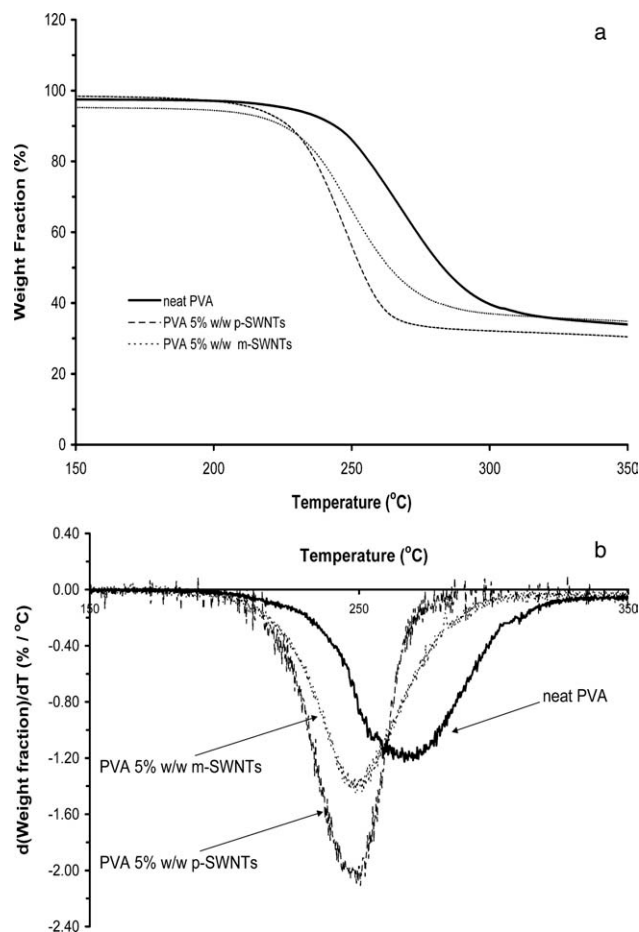 a
120
100
80
60
40
20
0
Weight Fraction (%)
neat PVA
PVA 5% w/w p-SWNTs
PVA 5% w/w m-SWNTs
150 200 250 300 350
Temperature (°C)
b
Temperature (°C)
0.40
0.00
-0.40
-0.80
-1.20
-1.60
-2.00
-2.40
150 250 350
d(Weight fraction)/dT (% / °C)
neat PVA
PVA 5% w/w m-SWNTs
PVA 5% w/w p-SWNTs